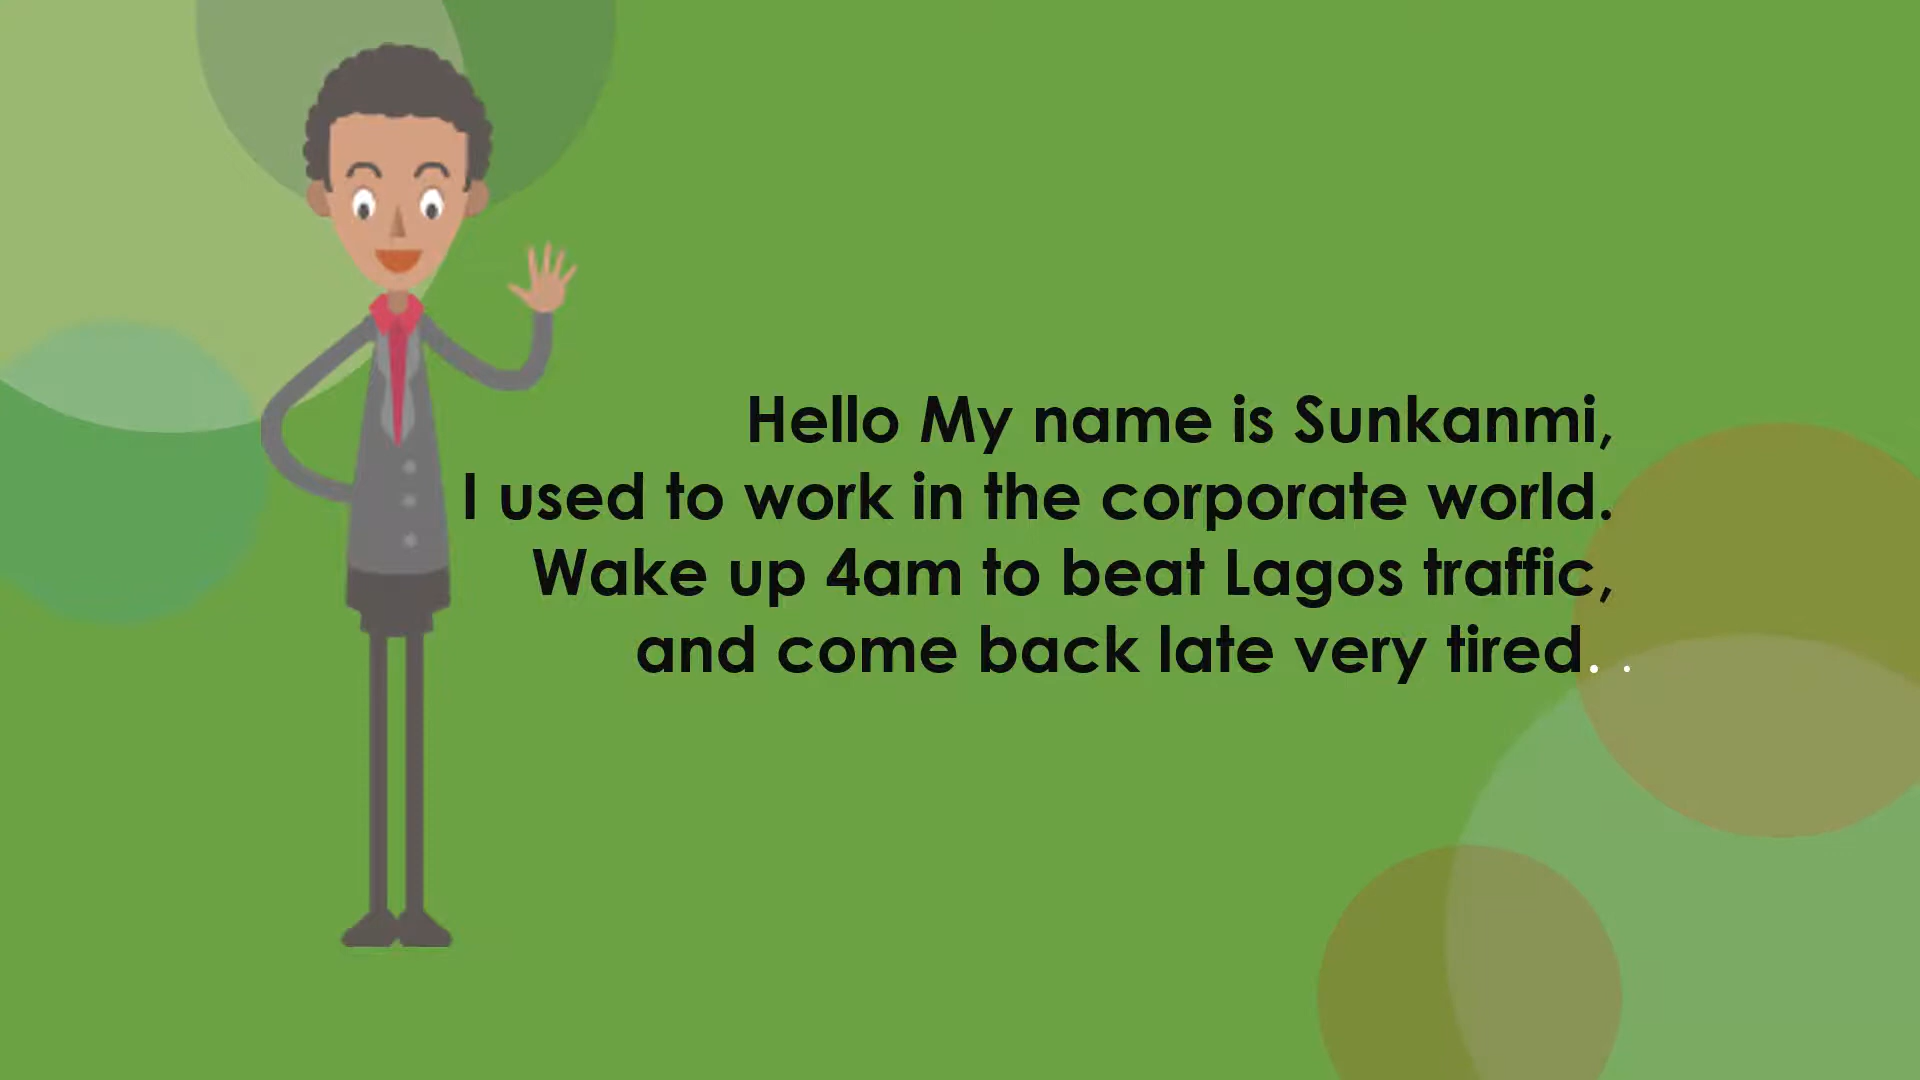 Hello My name is Sunkanmi,
I used to work in the corporate world.
Wake up 4am to beat Lagos traffic,
and come back late very tired. .